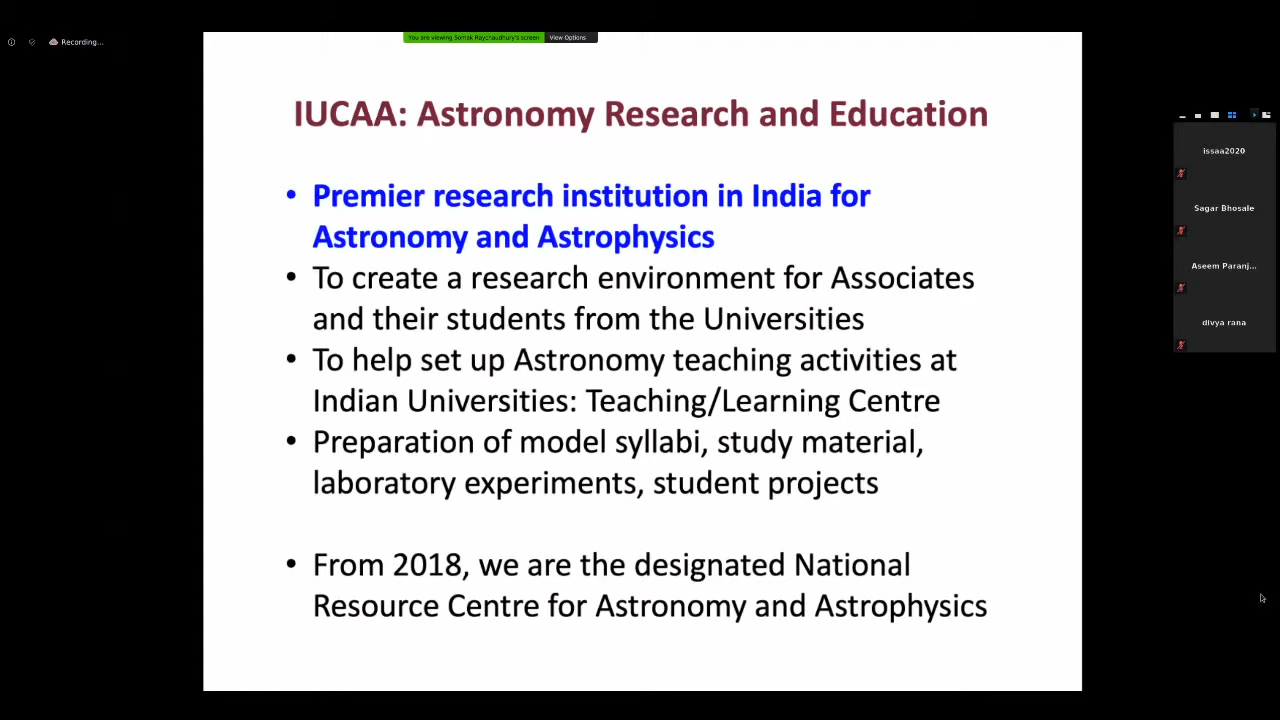 You are viewing Somak Raychaudhury's screen View Options
Recording...
IUCAA: Astronomy Research and Education
• Premier research institution in India for
Astronomy and Astrophysics
• To create a research environment for Associates
and their students from the Universities
• To help set up Astronomy teaching activities at
Indian Universities: Teaching/Learning Centre
• Preparation of model syllabi, study material,
laboratory experiments, student projects
• From 2018, we are the designated National
Resource Centre for Astronomy and Astrophysics
issaa2020
Sagar Bhosale
Aseem Paranj...
divya rana